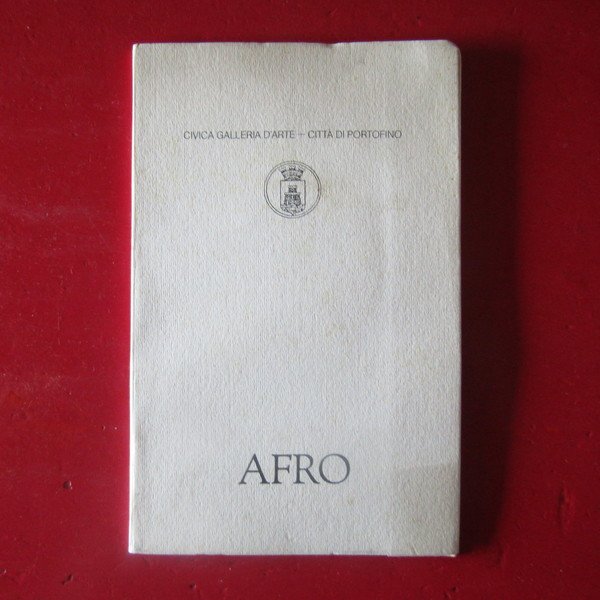 CIVICA GALLERIA D'ARTE - CITTÀ DI PORTOFINO
AFRO